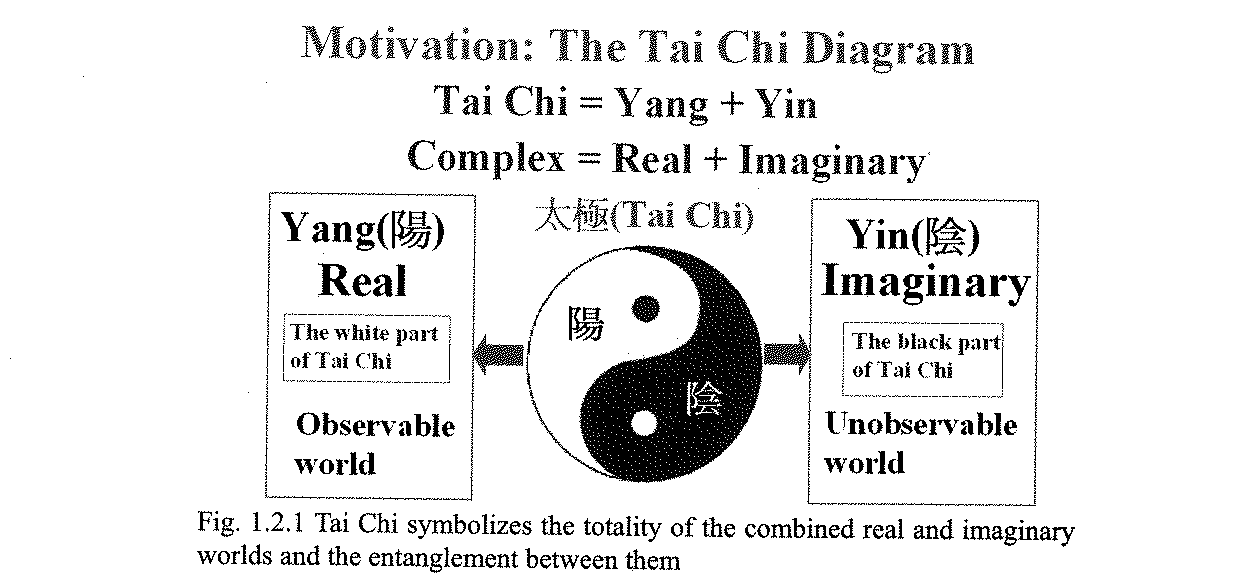 Motivation: The Tai Chi Diagram
Tai Chi = Yang + Yin
Complex = Real + Imaginary
太極(Tai Chi)
Yang(陽)
Real
The white part
of Tai Chi
Observable
world
陽
陰
Yin(陰)
Imaginary
The black part
of Tai Chi
Unobservable
world
Fig. 1.2.1 Tai Chi symbolizes the totality of the combined real and imaginary
worlds and the entanglement between them